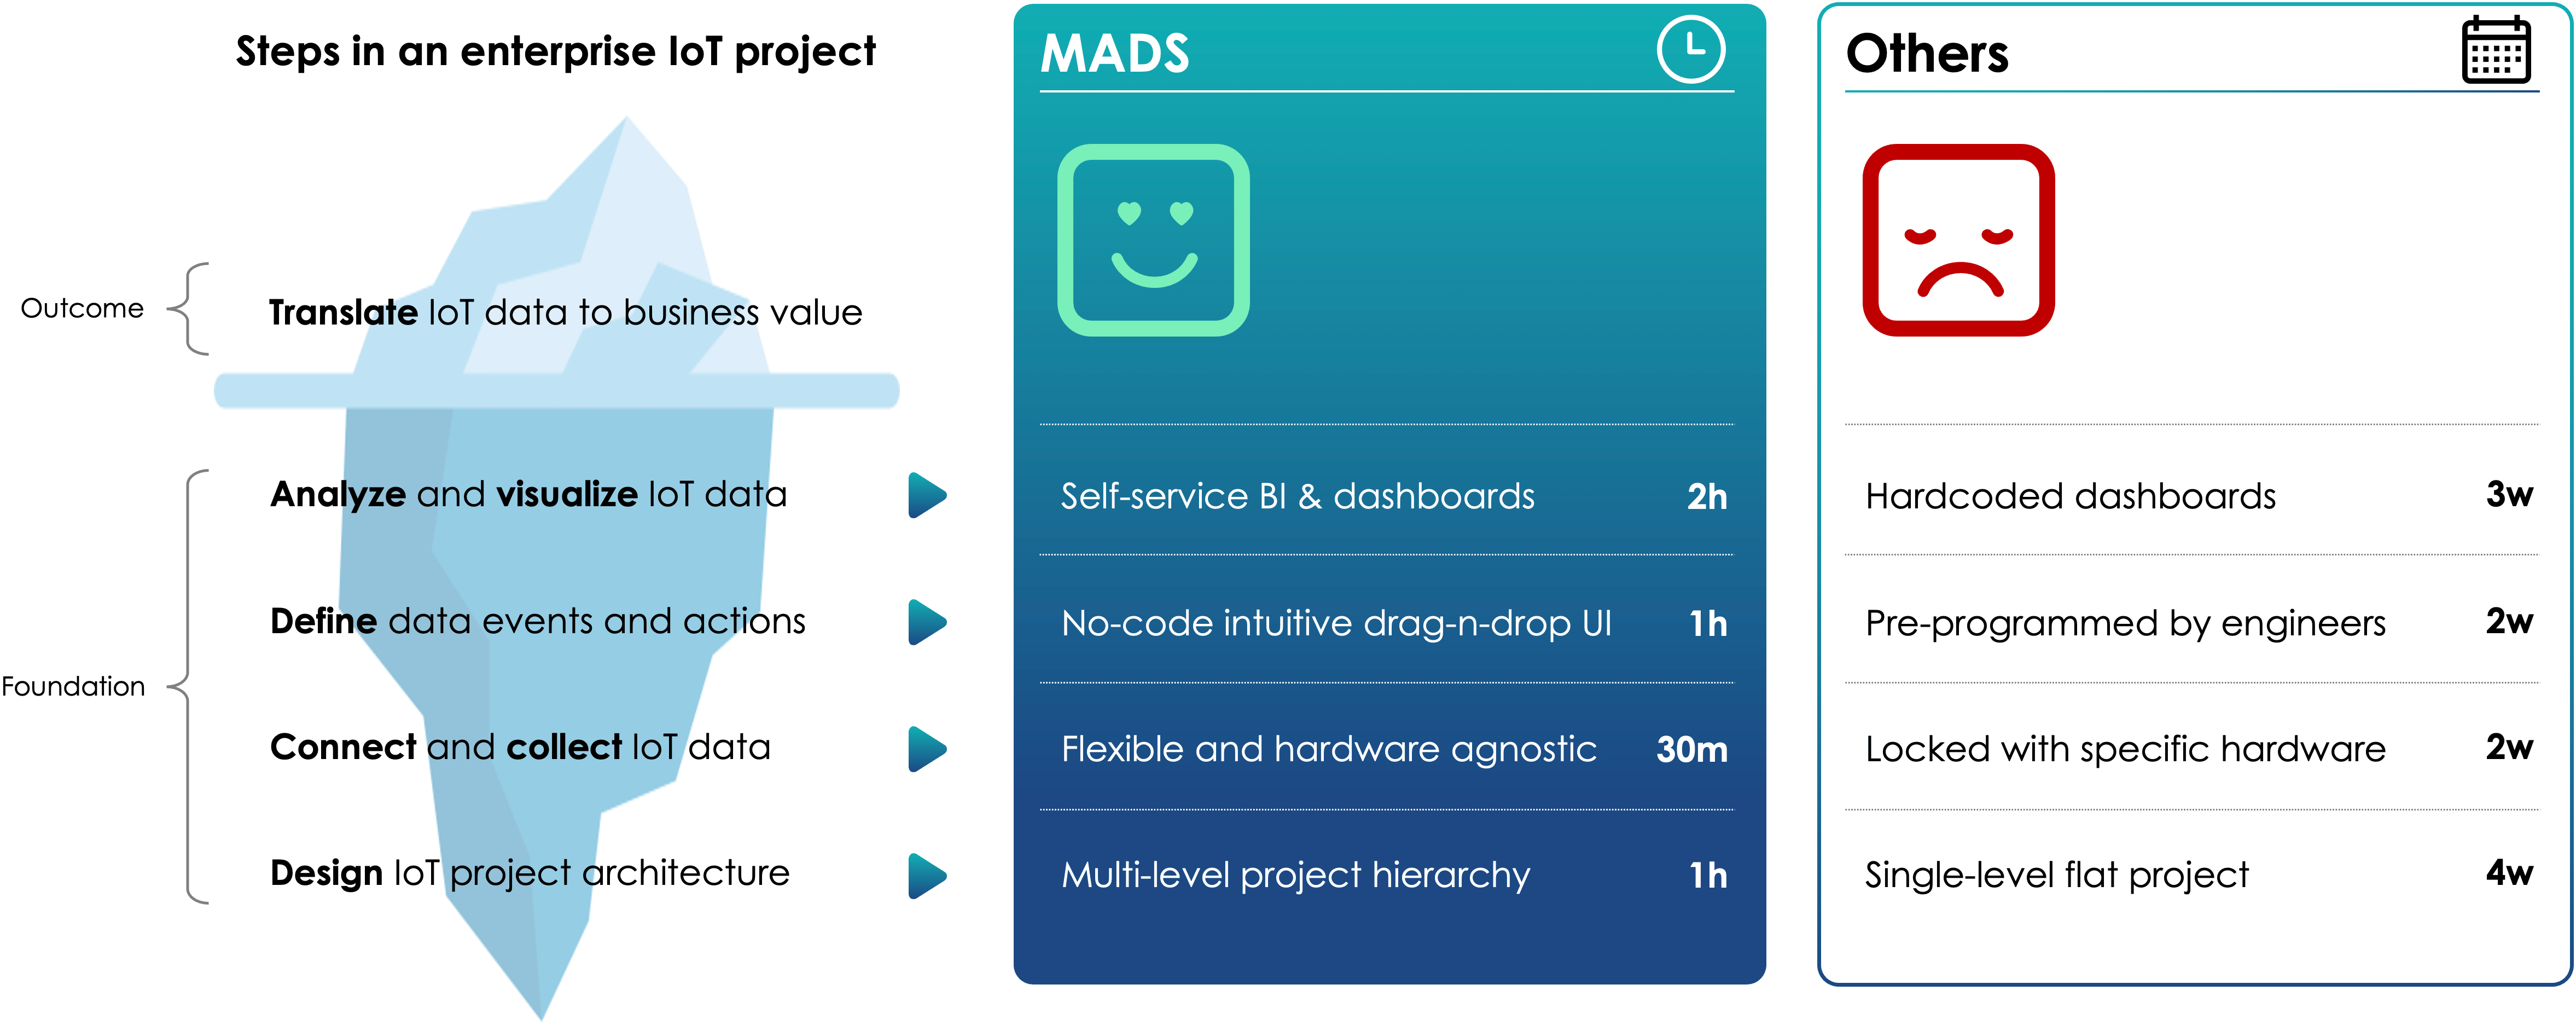 Steps in an enterprise IoT project
Outcome
Translate IoT data to business value
Foundation
Analyze and visualize IoT data
Define data events and actions
Connect and collect IoT data
Design IoT project architecture
MADS
Self-service BI & dashboards 2h
No-code intuitive drag-n-drop UI 1h
Flexible and hardware agnostic 30m
Multi-level project hierarchy 1h
Others
Hardcoded dashboards 3w
Pre-programmed by engineers 2w
Locked with specific hardware 2w
Single-level flat project 4w